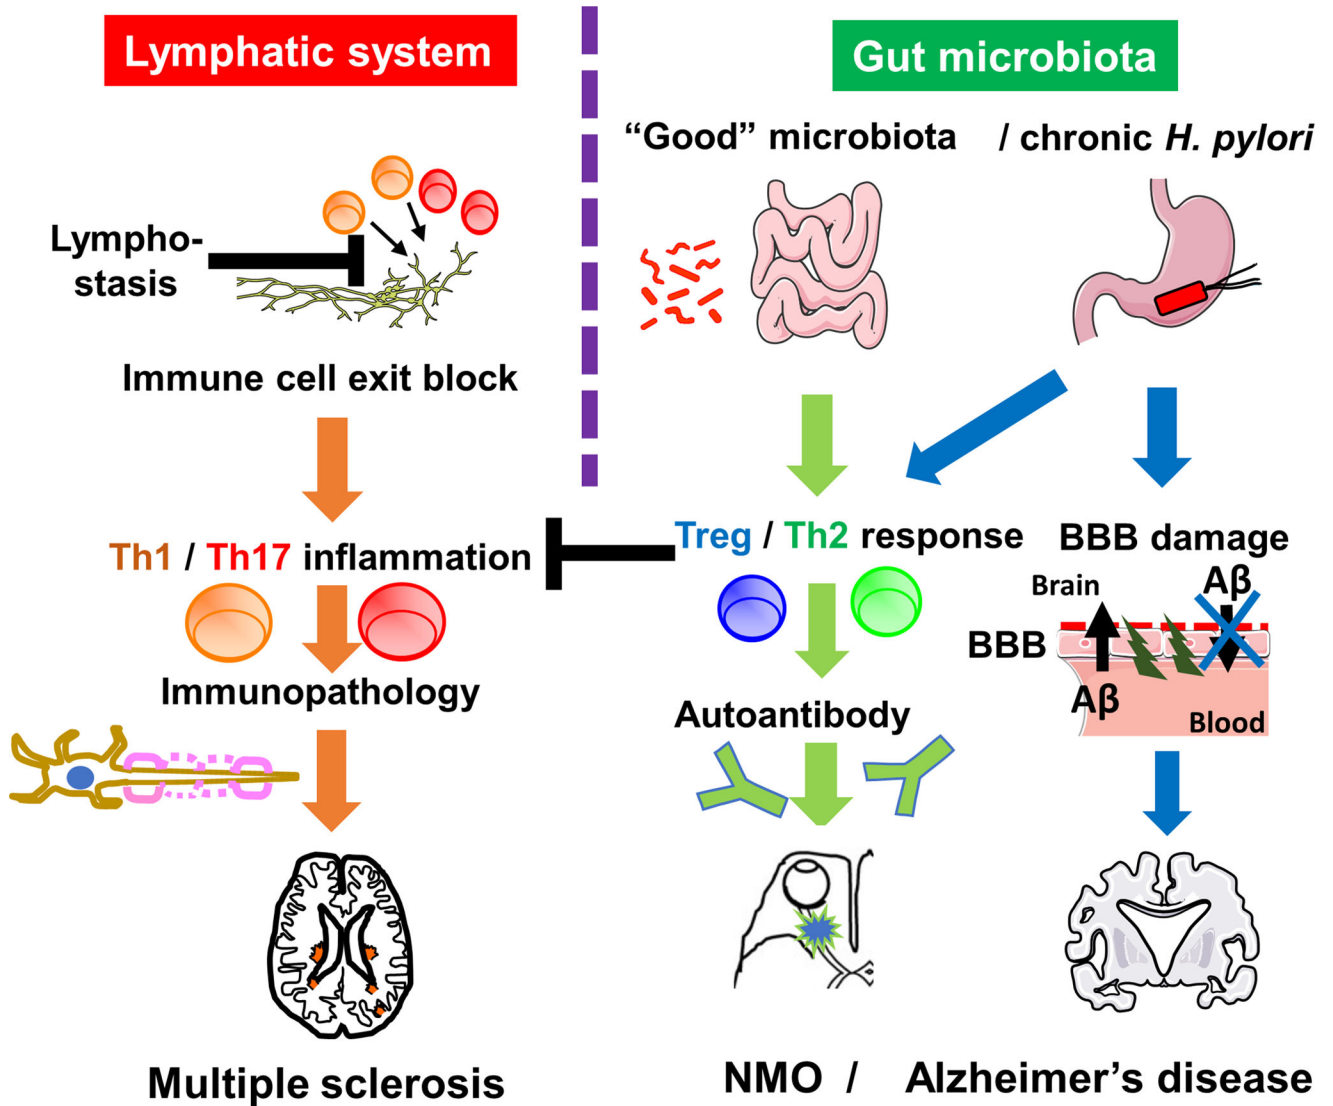 Lymphatic system
Lympho-
stasis
Immune cell exit block
Th1 / Th17 inflammation
Immunopathology
Multiple sclerosis
Gut microbiota
“Good” microbiota / chronic H. pylori
Treg / Th2 response
Autoantibody
NMO / Alzheimer’s disease
BBB damage
Brain
Aβ
BBB
Aβ
Blood